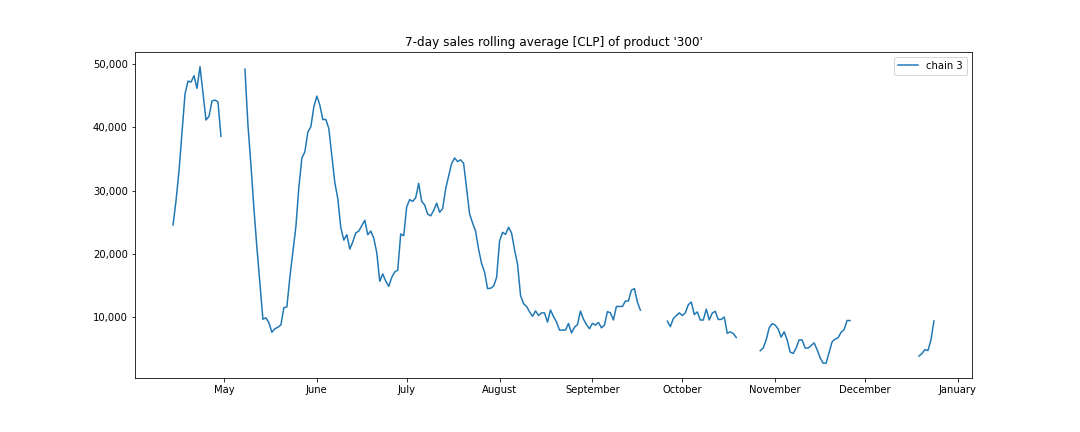 7-day sales rolling average [CLP] of product '300'
chain 3
50,000
40,000
30,000
20,000
10,000
May June July August September October November December January